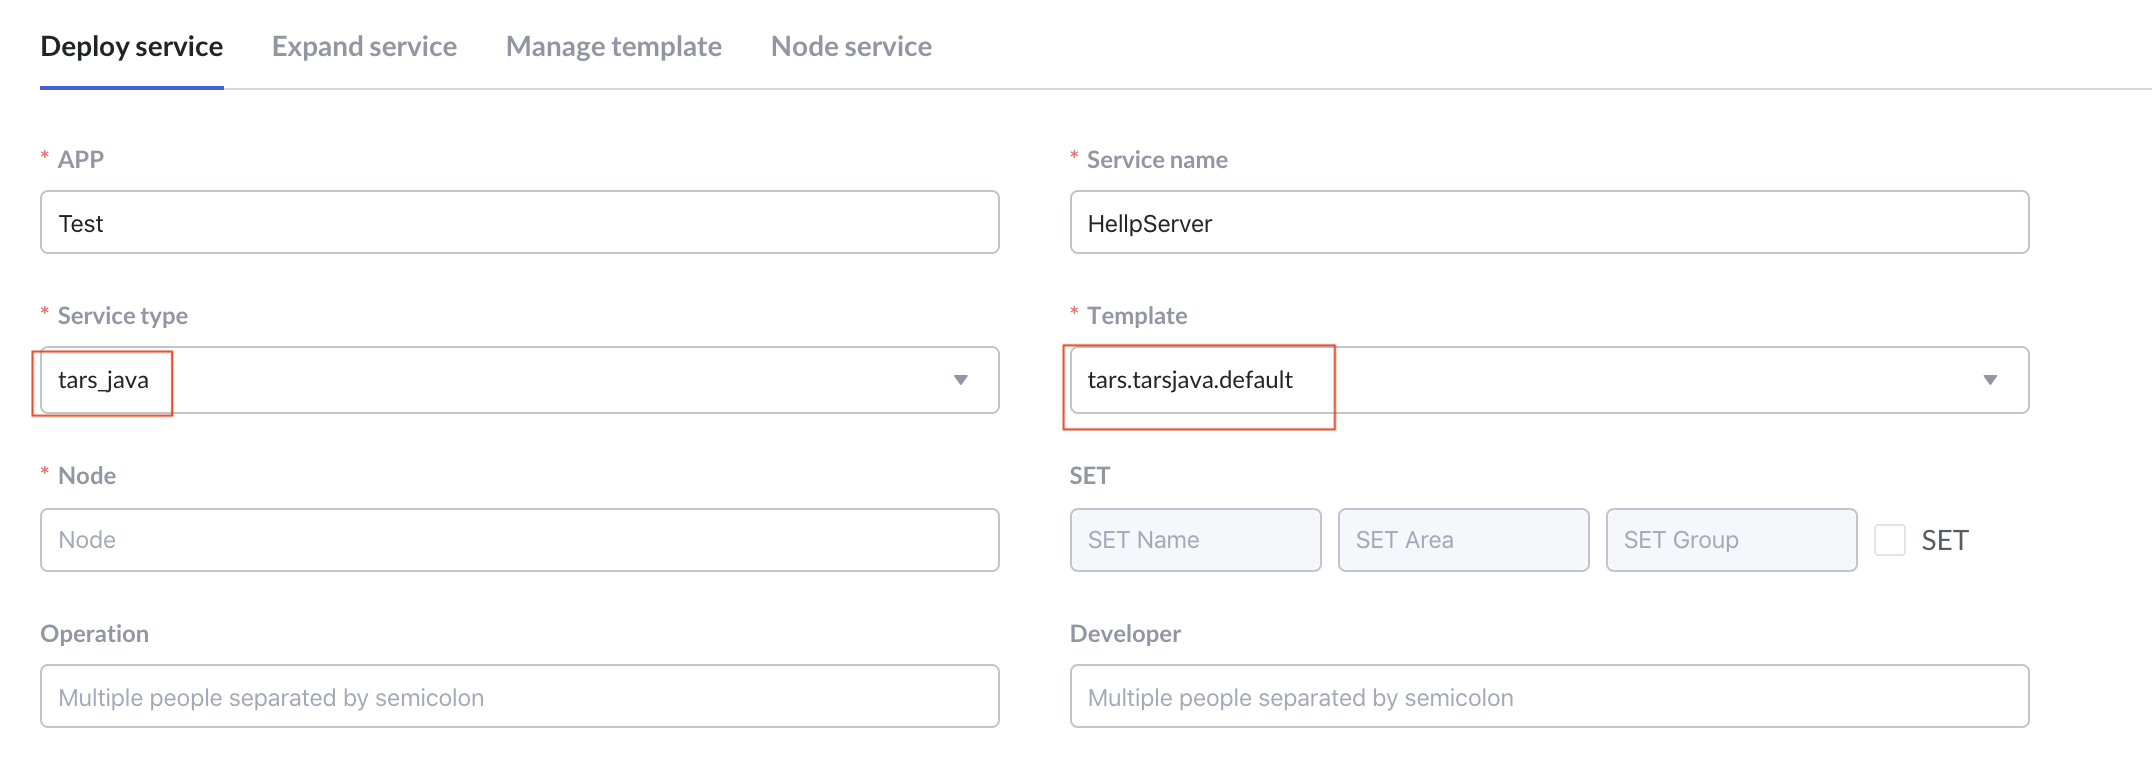 Deploy service Expand service Manage template Node service
* APP
Test
* Service name
HellpServer
* Service type
tars_java
* Template
tars.tarsjava.default
* Node
Node
SET
SET Name SET Area SET Group SET
Operation
Multiple people separated by semicolon
Developer
Multiple people separated by semicolon